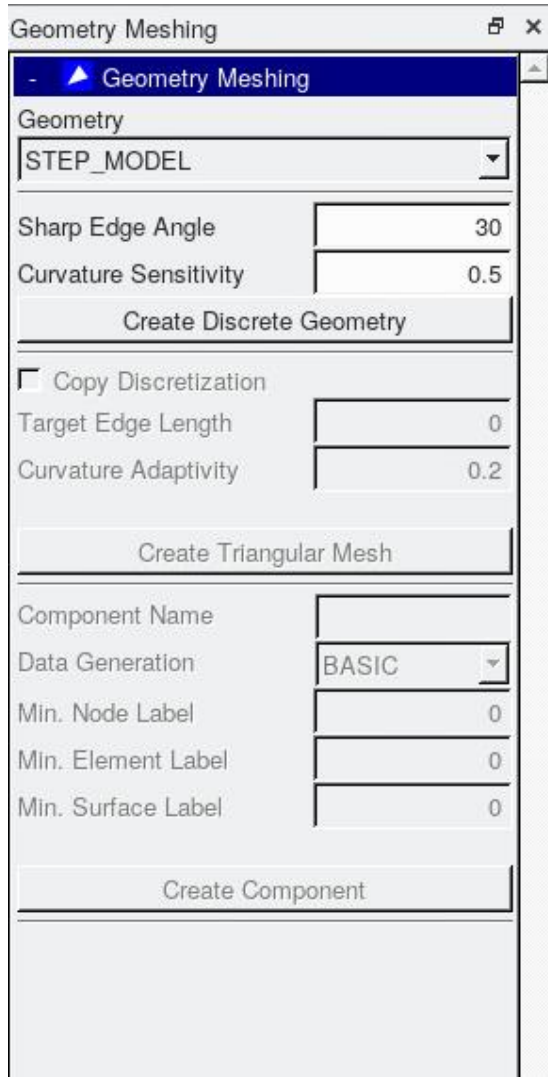 Geometry Meshing
- Geometry Meshing
Geometry
STEP_MODEL
Sharp Edge Angle 30
Curvature Sensitivity 0.5
Create Discrete Geometry
Copy Discretization
Target Edge Length 0
Curvature Adaptivity 0.2
Create Triangular Mesh
Component Name
Data Generation BASIC
Min. Node Label 0
Min. Element Label 0
Min. Surface Label 0
Create Component